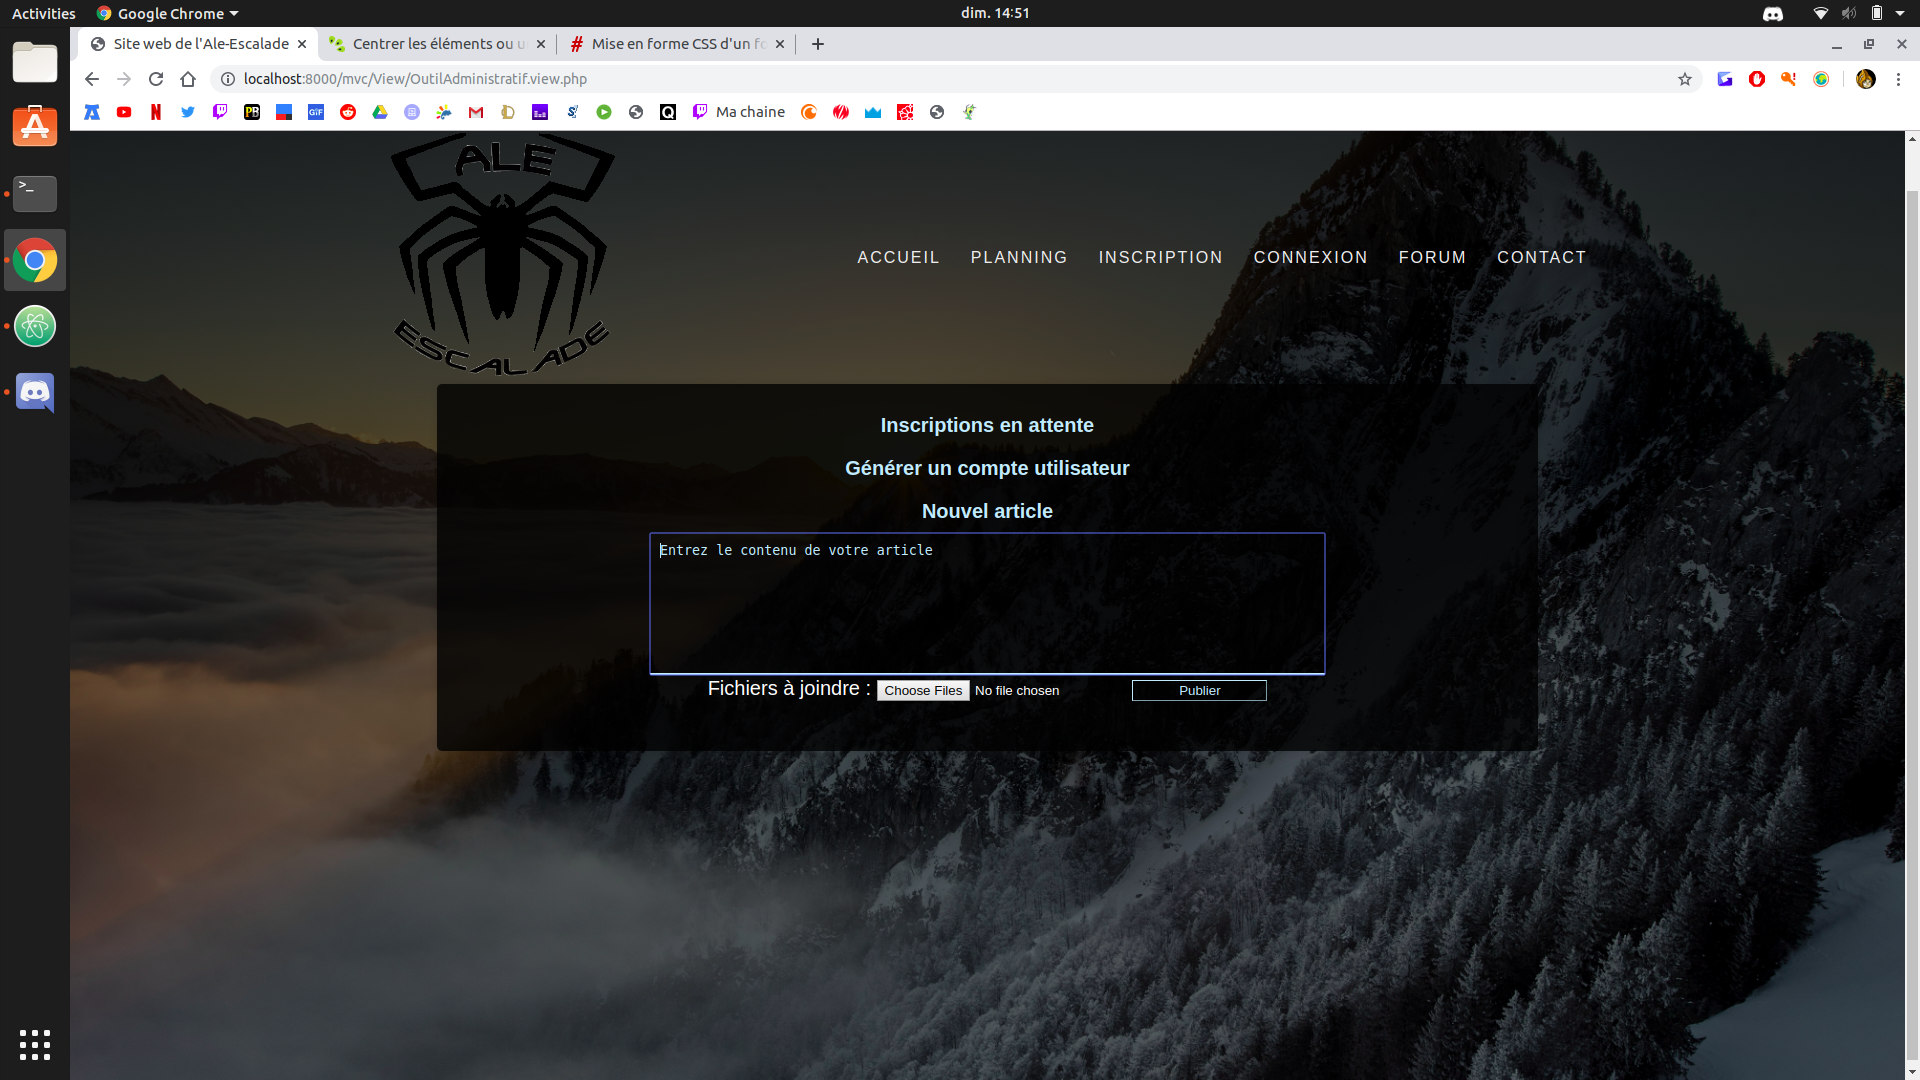 Activities
Google Chrome
dim. 14:51
Site web de l'Ale-Escalade
Centrer les éléments ou u
Mise en forme CSS d'un fo
localhost:8000/mvc/View/OutilAdministratif.view.php
PB
GIF
Q
Ma chaine
ALE
ESCALADE
ACCUEIL
PLANNING
INSCRIPTION
CONNEXION
FORUM
CONTACT
Inscriptions en attente
Générer un compte utilisateur
Nouvel article
Entrez le contenu de votre article
Fichiers à joindre :
Choose Files
No file chosen
Publier